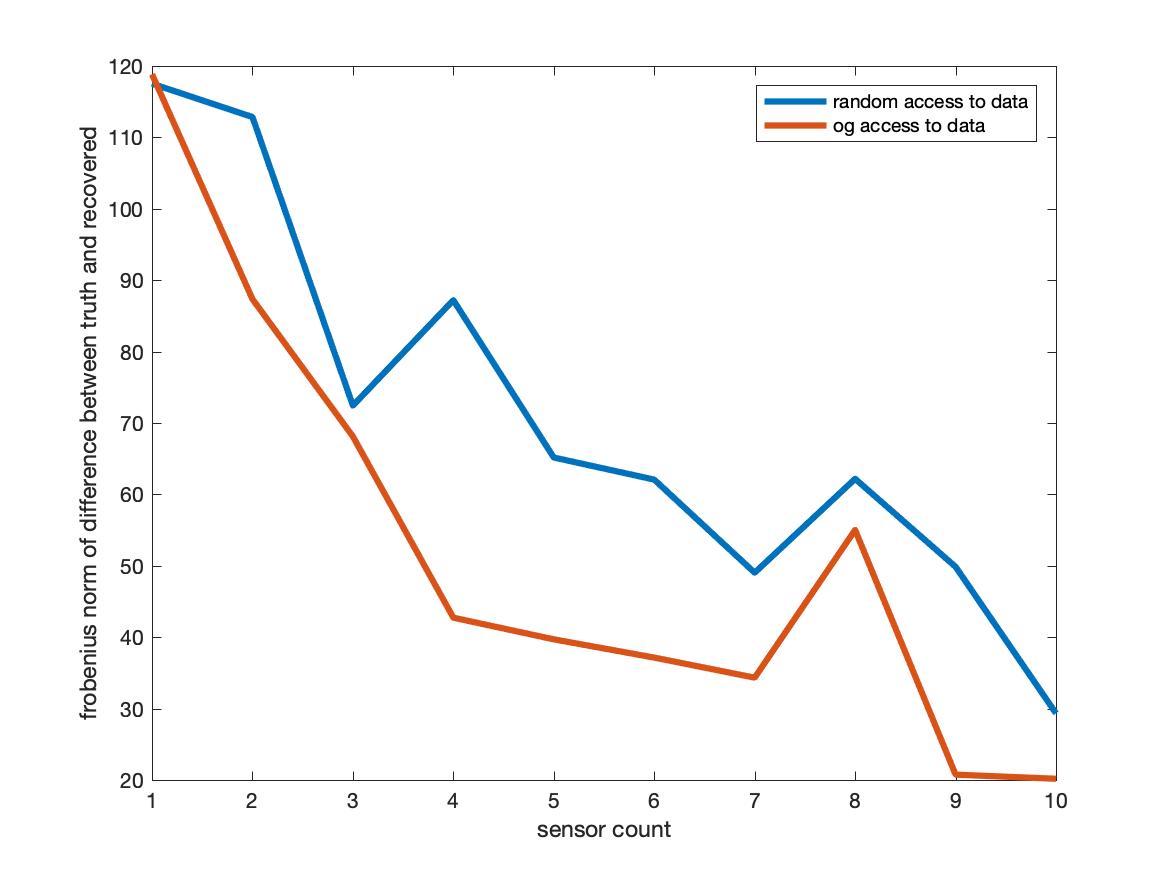 120
110
100
90
80
70
60
50
40
30
20
frobenius norm of difference between truth and recovered
random access to data
og access to data
1 2 3 4 5 6 7 8 9 10
sensor count